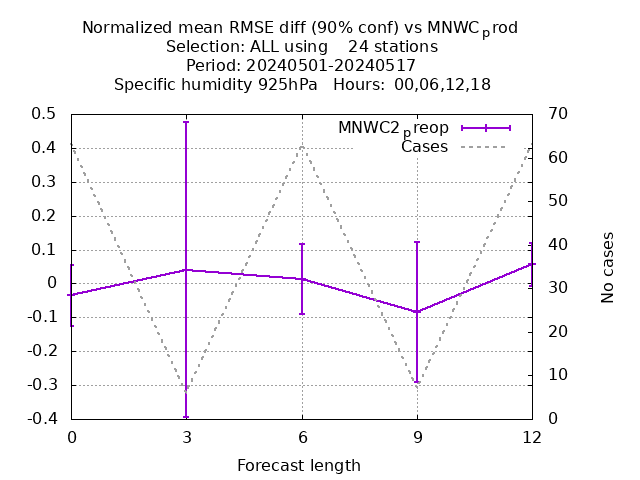 Normalized mean RMSE diff (90% conf) vs MNWCprod
Selection: ALL using    24 stations
Period: 20240501-20240517
Specific humidity 925hPa   Hours: 00,06,12,18
MNWC2preop
Cases
0.5
0.4
0.3
0.2
0.1
0
-0.1
-0.2
-0.3
-0.4
70
60
50
40
30
20
10
0
No cases
0 3 6 9 12
Forecast length